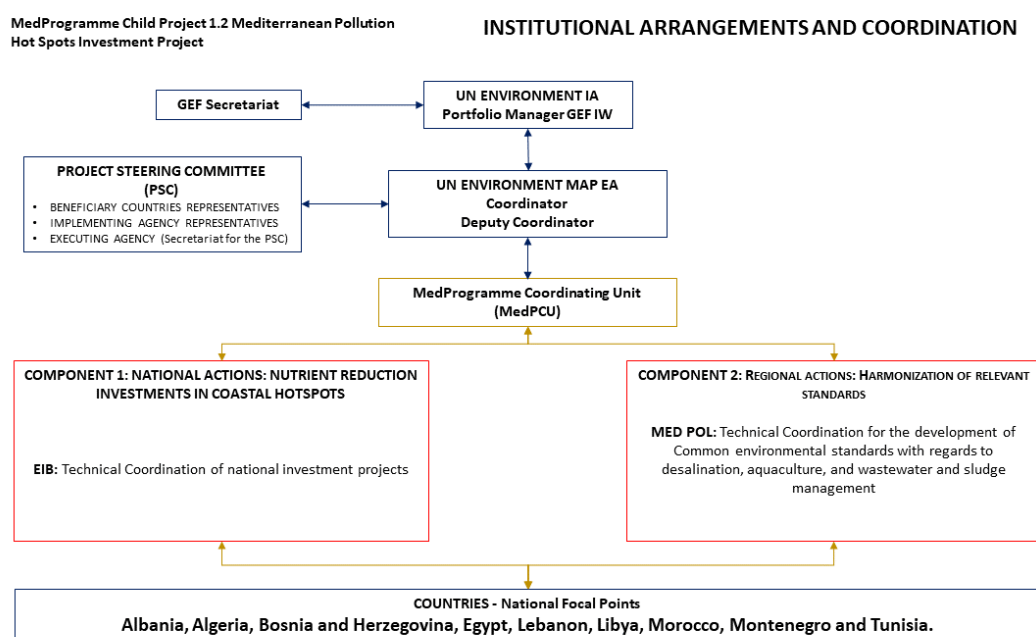 MedProgramme Child Project 1.2 Mediterranean Pollution
Hot Spots Investment Project
INSTITUTIONAL ARRANGEMENTS AND COORDINATION
GEF Secretariat
UN ENVIRONMENT IA
Portfolio Manager GEF IW
PROJECT STEERING COMMITTEE
(PSC)
• BENEFICIARY COUNTRIES REPRESENTATIVES
• IMPLEMENTING AGENCY REPRESENTATIVES
• EXECUTING AGENCY (Secretariat for the PSC)
UN ENVIRONMENT MAP EA
Coordinator
Deputy Coordinator
MedProgramme Coordinating Unit
(MedPCU)
COMPONENT 1: NATIONAL ACTIONS: NUTRIENT REDUCTION
INVESTMENTS IN COASTAL HOTSPOTS
EIB: Technical Coordination of national investment projects
COMPONENT 2: REGIONAL ACTIONS: HARMONIZATION OF RELEVANT
STANDARDS
MED POL: Technical Coordination for the development of
Common environmental standards with regards to
desalination, aquaculture, and wastewater and sludge
management
COUNTRIES - National Focal Points
Albania, Algeria, Bosnia and Herzegovina, Egypt, Lebanon, Libya, Morocco, Montenegro and Tunisia.